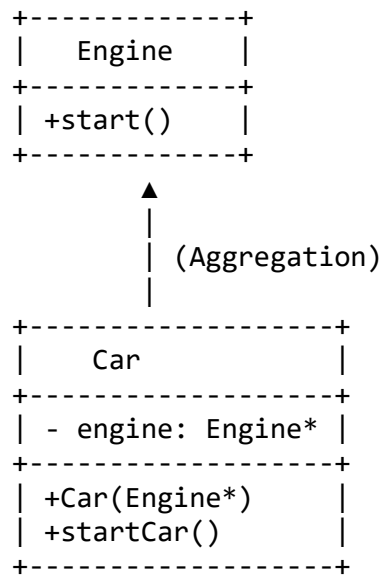 +-------------+
|   Engine    |
+-------------+
| +start()    |
+-------------+
        ▲
        |
        | (Aggregation)
        |
+-------------------+
|    Car            |
+-------------------+
| - engine: Engine* |
+-------------------+
| +Car(Engine*)     |
| +startCar()       |
+-------------------+